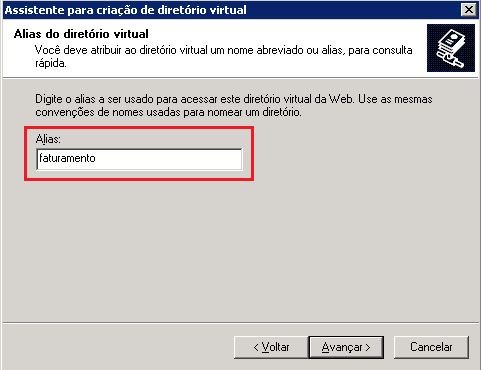 Assistente para criação de diretório virtual
Alias do diretório virtual
Você deve atribuir ao diretório virtual um nome abreviado ou alias, para consulta
rápida.
Digite o alias a ser usado para acessar este diretório virtual da Web. Use as mesmas
convenções de nomes usadas para nomear um diretório.
Alias:
faturamento
< Voltar Avançar > Cancelar